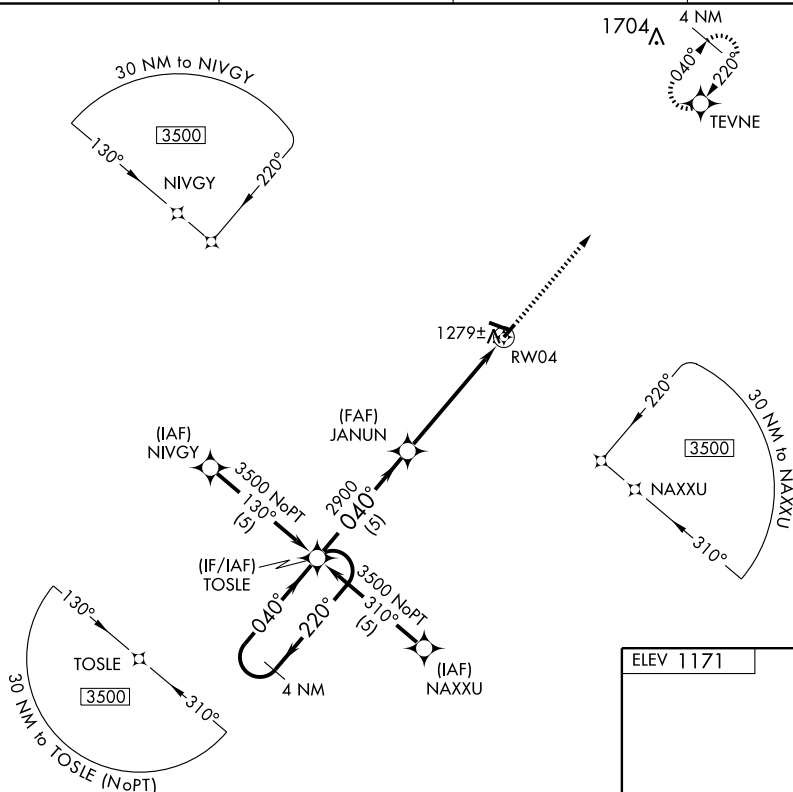 1704
4 NM
040°
220°
TEVNE
30 NM to NIVGY
3500
130°
220°
NIVGY
1279±
RW04
(FAF)
JANUN
(IAF)
NIVGY
3500 NoPT
130°
(5)
2900
040°
(5)
220°
30 NM to NAXXU
3500
NAXXU
310°
(IF/IAF)
TOSLE
3500 NoPT
310°
(5)
040°
220°
4 NM
(IAF)
NAXXU
130°
TOSLE
3500
310°
30 NM to TOSLE (NoPT)
ELEV 1171